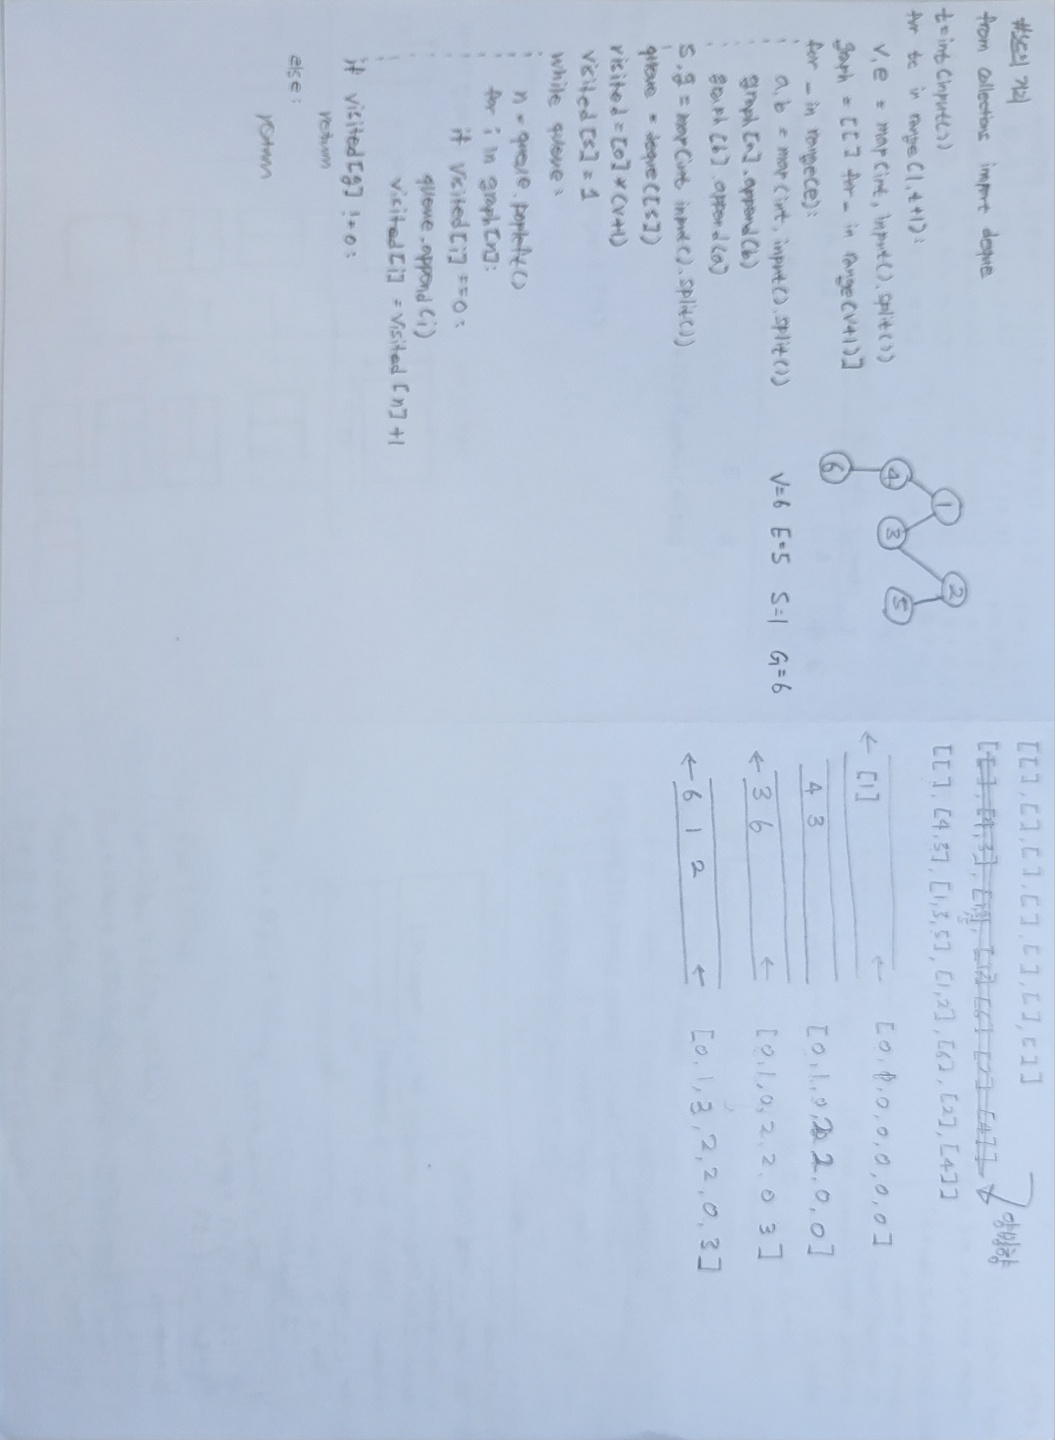 #노드의 거리
from collections import deque
t=int(input())
for tc in range(1,t+1):
v,e = map(int, input().split())
graph = [[] for _ in range(v+1)]
for _ in range(e):
a,b = map(int, input().split())
graph[a].append(b)
graph[b].append(a)
s,g = map(int input().split())
queue = deque([s])
visited=[0]*(v+1)
visited[s]=1
while queue:
n = queue.popleft()
for i in graph[n]:
if visited[i]==0:
queue.append(i)
visited[i] = visited[n]+1
if visited[g] !=0:
return
else:
return
1 2
4 3 5
6
V=6 E=5 S=1 G=6
[[],[],[],[],[],[],[]]
양방향
[[], [4,3], [1,2] [6] [2] [4]]
[[], [4,3], [1,3,5], [1,2], [6], [2], [4]]
← [1] ← [0,1,0,0,0,0,0]
4 3 [0,1,0,2,2,0,0]
← 3 6 ← [0,1,0,2,2,0 3]
← 6 1 2 ← [0,1,3,2,2,0,3]